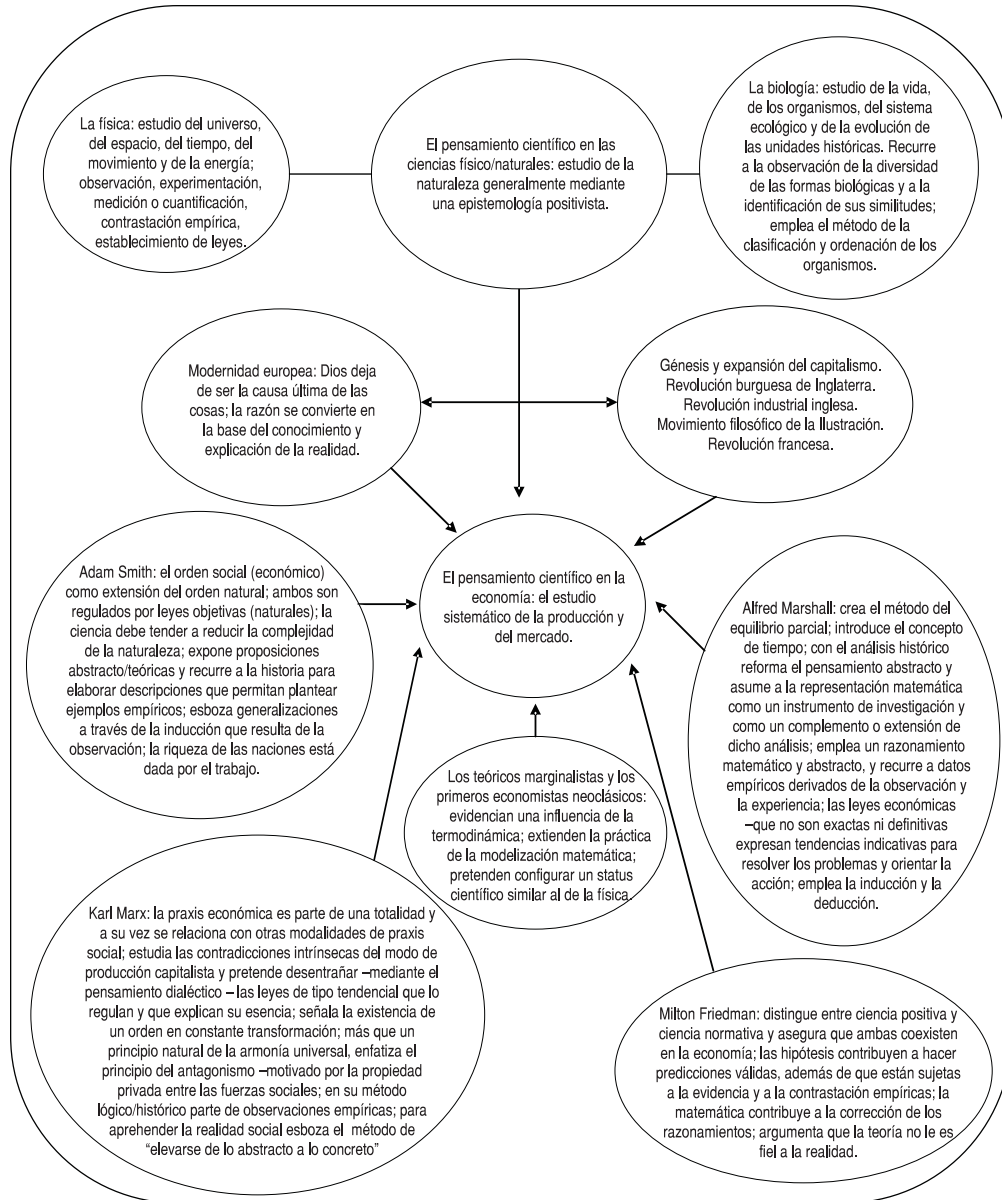 La física: estudio del universo,
del espacio, del tiempo, del
movimiento y de la energía;
observación, experimentación,
medición o cuantificación,
contrastación empírica,
establecimiento de leyes.
El pensamiento científico en las
ciencias físico/naturales: estudio de la
naturaleza generalmente mediante
una epistemología positivista.
La biología: estudio de la vida,
de los organismos, del sistema
ecológico y de la evolución de
las unidades históricas. Recurre
a la observación de la diversidad
de las formas biológicas y a la
identificación de sus similitudes;
emplea el método de la
clasificación y ordenación de los
organismos.
Modernidad europea: Dios deja
de ser la causa última de las
cosas; la razón se convierte en
la base del conocimiento y
explicación de la realidad.
Génesis y expansión del capitalismo.
Revolución burguesa de Inglaterra.
Revolución industrial inglesa.
Movimiento filosófico de la Ilustración.
Revolución francesa.
Adam Smith: el orden social (económico)
como extensión del orden natural; ambos son
regulados por leyes objetivas (naturales); la
ciencia debe tender a reducir la complejidad
de la naturaleza; expone proposiciones
abstracto/teóricas y recurre a la historia para
elaborar descripciones que permitan plantear
ejemplos empíricos; esboza generalizaciones
a través de la inducción que resulta de la
observación; la riqueza de las naciones está
dada por el trabajo.
El pensamiento científico en la
economía: el estudio
sistemático de la producción y
del mercado.
Alfred Marshall: crea el método del
equilibrio parcial; introduce el concepto
de tiempo; con el análisis histórico
reforma el pensamiento abstracto y
asume a la representación matemática
como un instrumento de investigación y
como un complemento o extensión de
dicho análisis; emplea un razonamiento
matemático y abstracto, y recurre a datos
empíricos derivados de la observación y
la experiencia; las leyes económicas
–que no son exactas ni definitivas
expresan tendencias indicativas para
resolver los problemas y orientar la
acción; emplea la inducción y la
deducción.
Los teóricos marginalistas y los
primeros economistas neoclásicos:
evidencian una influencia de la
termodinámica; extienden la práctica
de la modelización matemática;
pretenden configurar un status
científico similar al de la física.
Karl Marx: la praxis económica es parte de una totalidad y
a su vez se relaciona con otras modalidades de praxis
social; estudia las contradicciones intrínsecas del modo de
producción capitalista y pretende desentrañar –mediante el
pensamiento dialéctico – las leyes de tipo tendencial que lo
regulan y que explican su esencia; señala la existencia de
un orden en constante transformación; más que un
principio natural de la armonía universal, enfatiza el
principio del antagonismo –motivado por la propiedad
privada entre las fuerzas sociales; en su método
lógico/histórico parte de observaciones empíricas; para
aprehender la realidad social esboza el método de
“elevarse de lo abstracto a lo concreto”
Milton Friedman: distingue entre ciencia positiva y
ciencia normativa y asegura que ambas coexisten
en la economía; las hipótesis contribuyen a hacer
predicciones válidas, además de que están sujetas
a la evidencia y a la contrastación empíricas; la
matemática contribuye a la corrección de los
razonamientos; argumenta que la teoría no le es
fiel a la realidad.